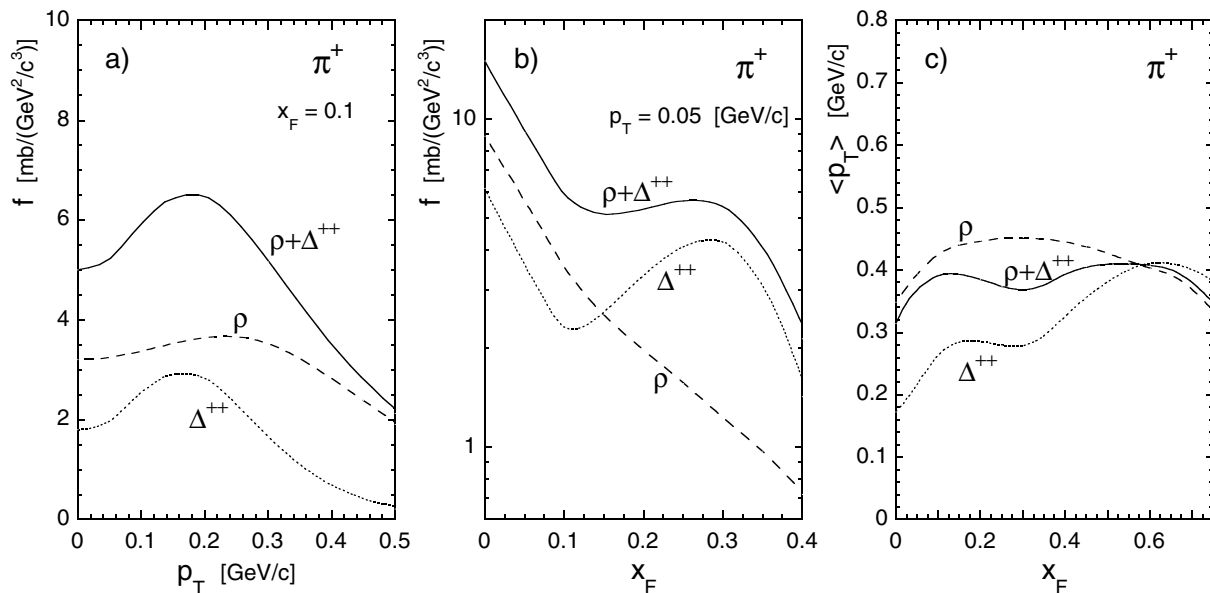 a)
π⁺
x_F = 0.1
ρ+Δ⁺⁺
ρ
Δ⁺⁺
f [mb/(GeV²/c³)]
10
8
6
4
2
0
0 0.1 0.2 0.3 0.4 0.5
p_T [GeV/c]
b)
π⁺
p_T = 0.05 [GeV/c]
ρ+Δ⁺⁺
Δ⁺⁺
ρ
f [mb/(GeV²/c³)]
10
1
0 0.1 0.2 0.3 0.4
x_F
c)
π⁺
ρ
ρ+Δ⁺⁺
Δ⁺⁺
<p_T> [GeV/c]
0.8
0.7
0.6
0.5
0.4
0.3
0.2
0.1
0
0 0.2 0.4 0.6
x_F